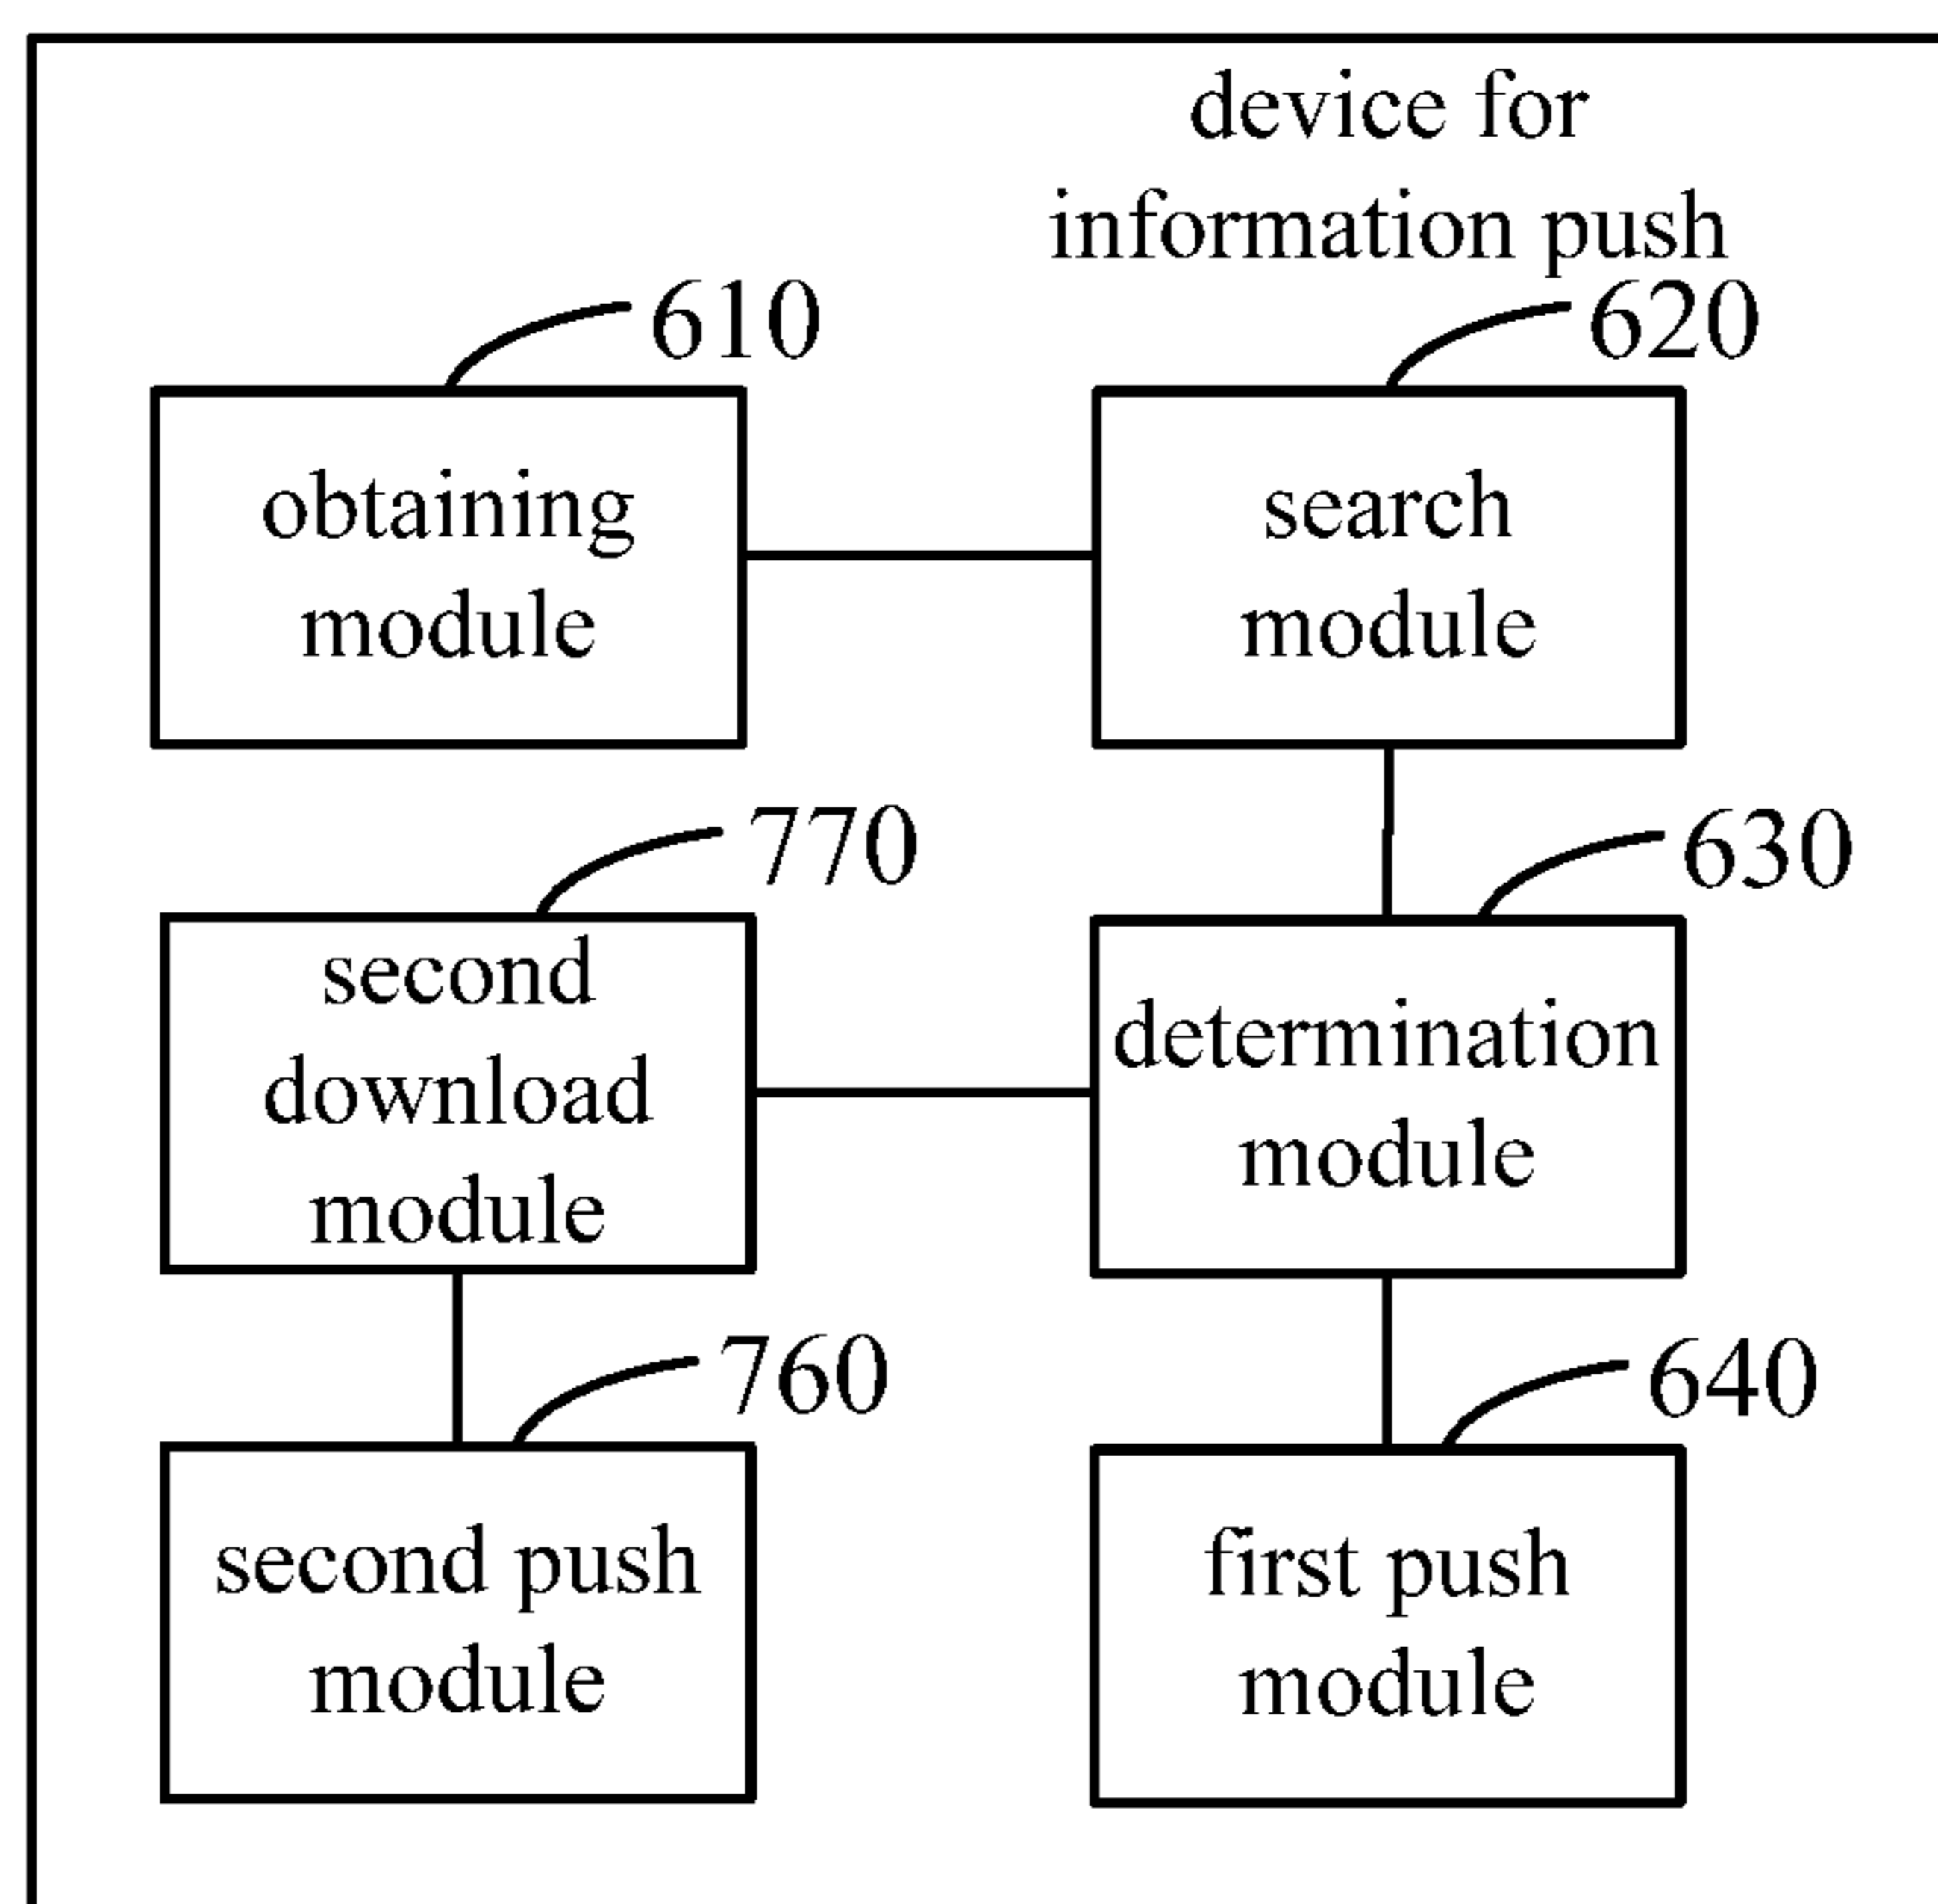 device for
information push
610
620
obtaining
module
search
module
770
630
second
download
module
determination
module
760
640
second push
module
first push
module